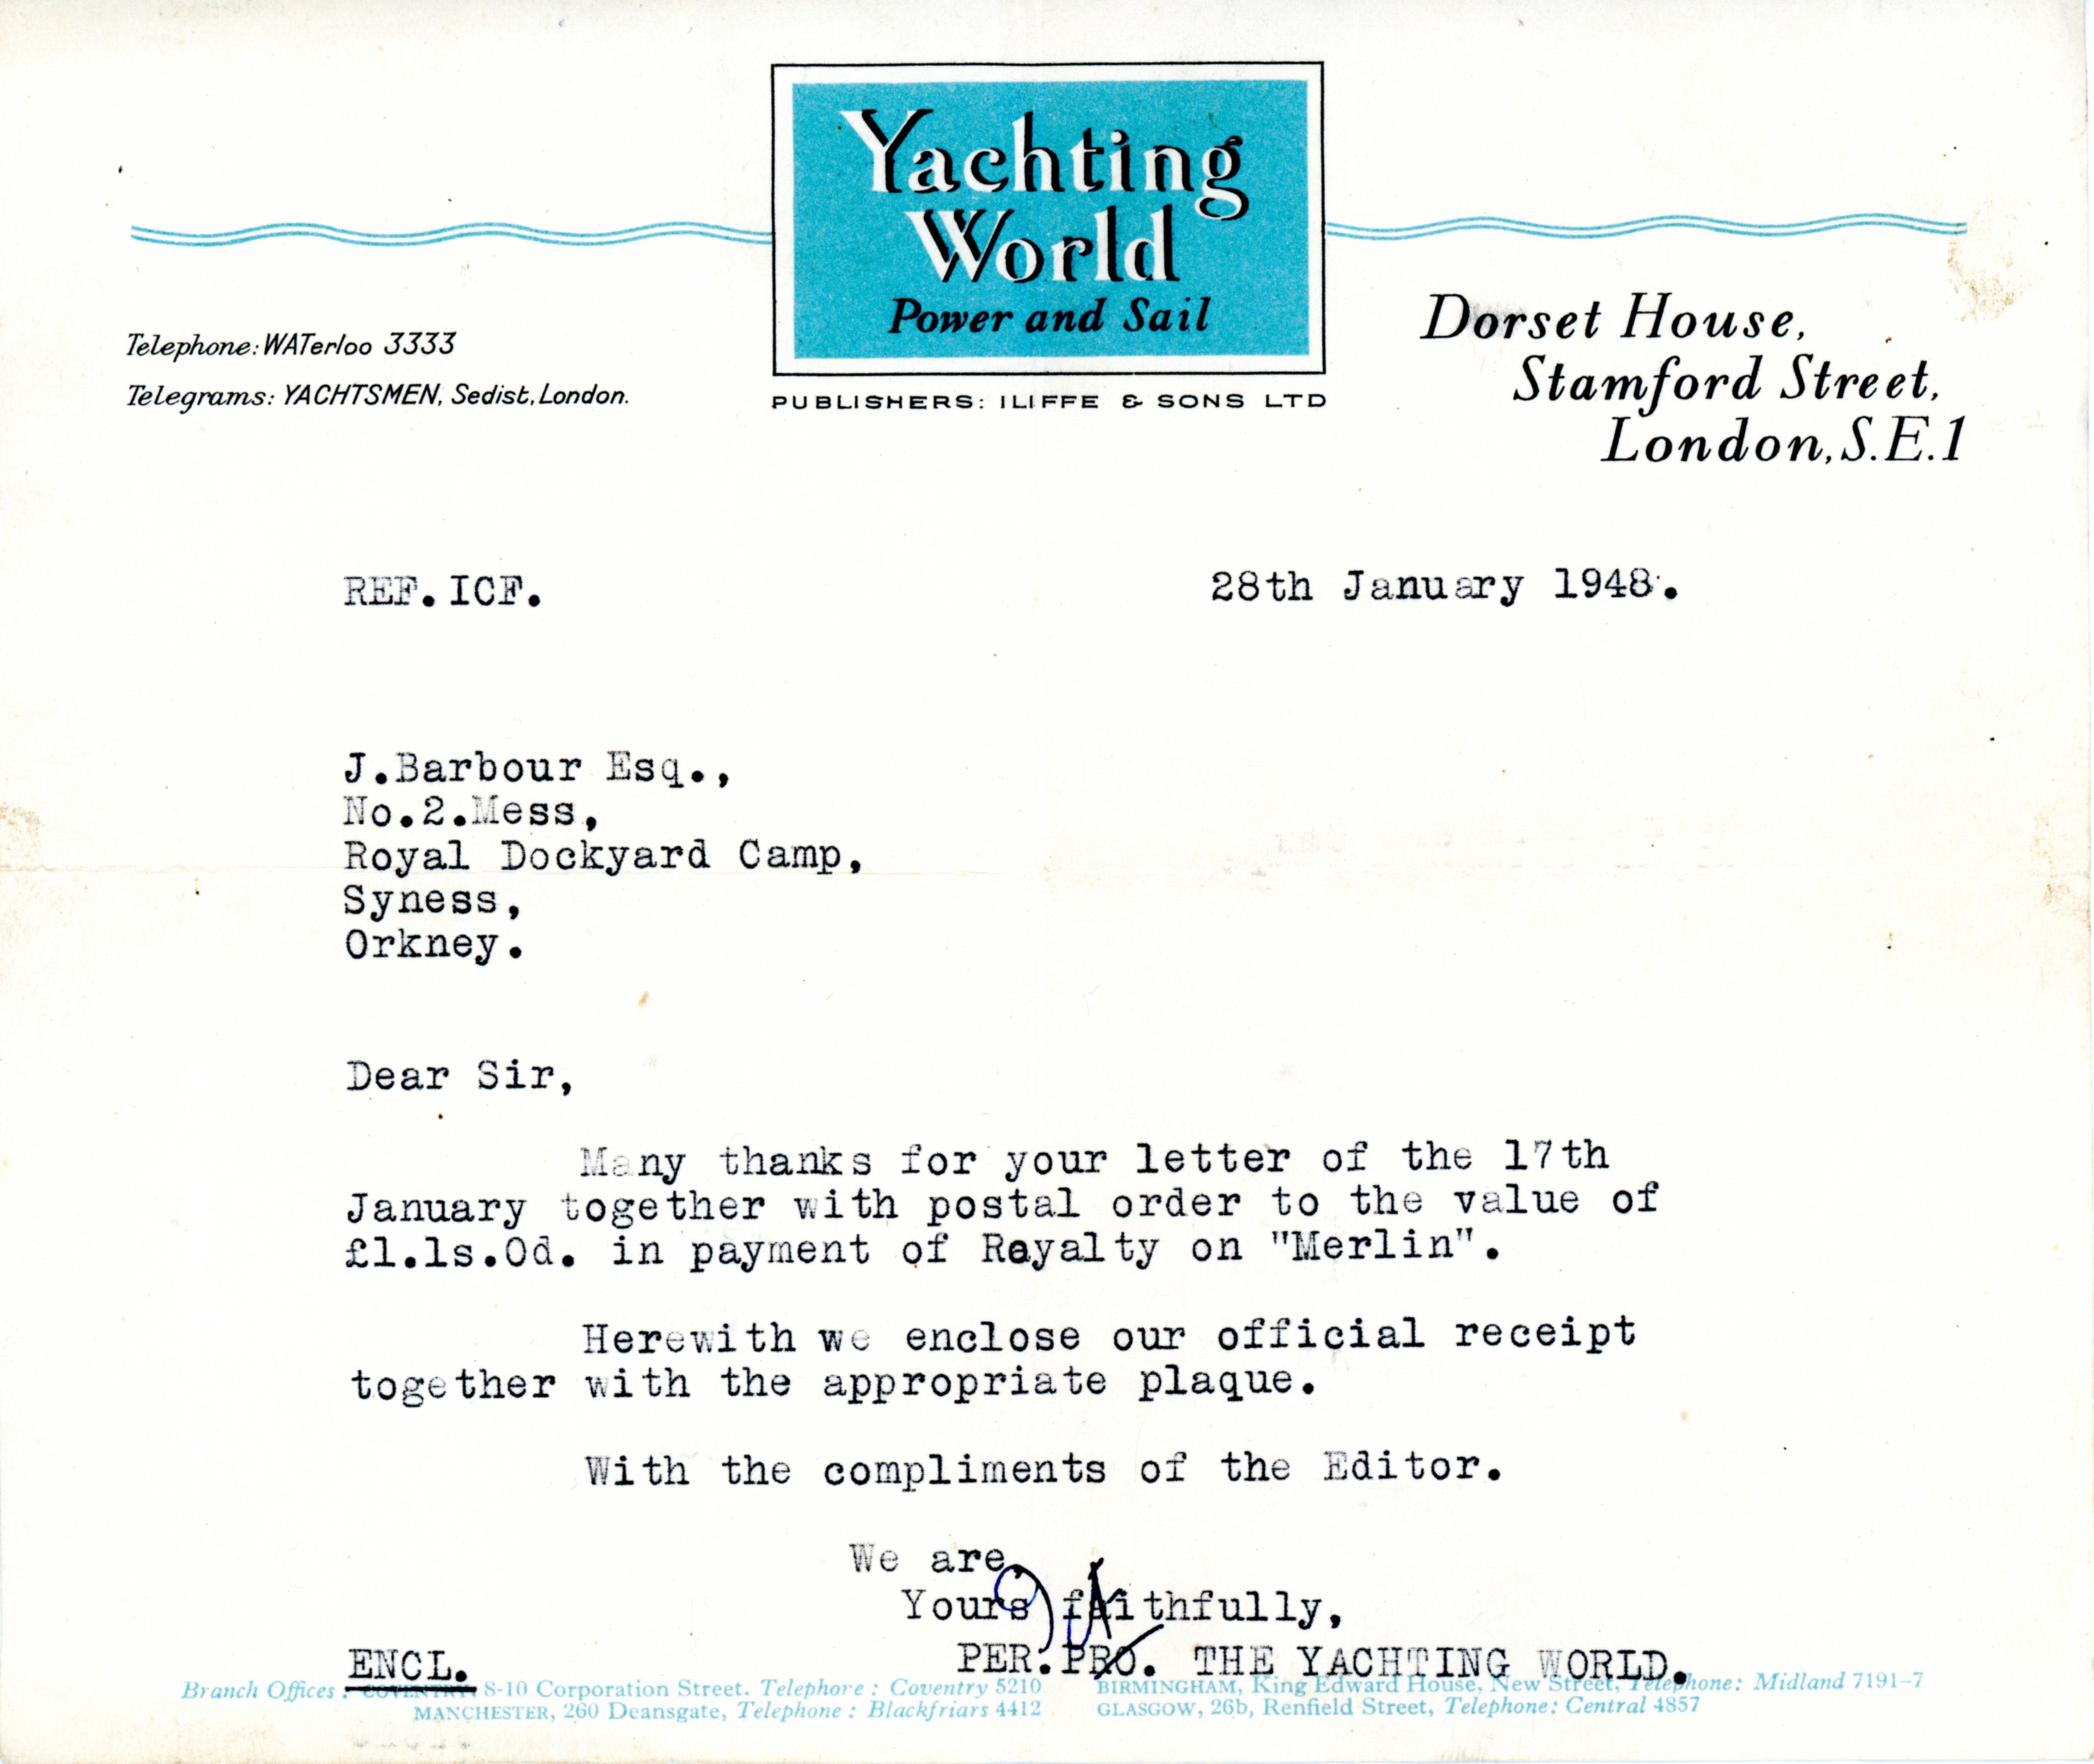 Yachting
World
Power and Sail
PUBLISHERS: ILIFFE & SONS LTD
Telephone: WATerloo 3333
Telegrams: YACHTSMEN, Sedist, London.
Dorset House,
Stamford Street,
London, S.E.1
REF. ICF.
28th January 1948.
J.Barbour Esq.,
No.2.Mess,
Royal Dockyard Camp,
Syness,
Orkney.
Dear Sir,
Many thanks for your letter of the 17th
January together with postal order to the value of
£1.1s.0d. in payment of Royalty on "Merlin".
Herewith we enclose our official receipt
together with the appropriate plaque.
With the compliments of the Editor.
We are,
Yours faithfully,
PER.PRO. THE YACHTING WORLD.
ENCL.
Branch Offices: COVENTRY, 8-10 Corporation Street. Telephone: Coventry 5210 BIRMINGHAM, King Edward House, New Street, Telephone: Midland 7191-7
MANCHESTER, 260 Deansgate, Telephone: Blackfriars 4412 GLASGOW, 26b, Renfield Street, Telephone: Central 4857